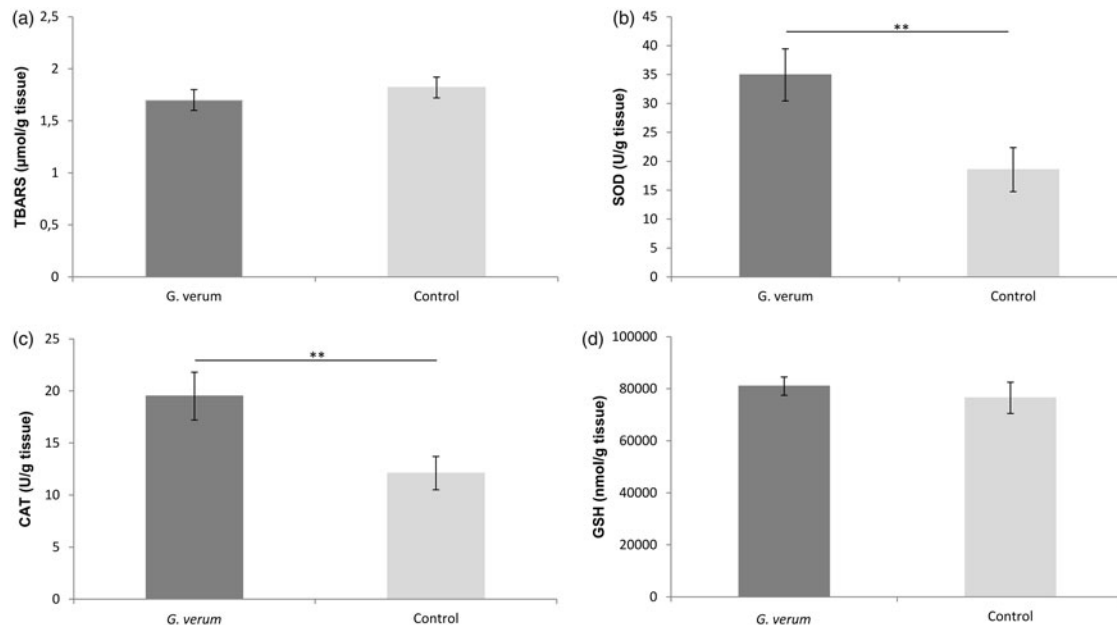 (a)
TBARS (µmol/g tissue)
2,5
2
1,5
1
0,5
0
G. verum
Control
(b)
SOD (U/g tissue)
45
40
35
30
25
20
15
10
5
0
**
G. verum
Control
(c)
CAT (U/g tissue)
25
20
15
10
5
0
**
G. verum
Control
(d)
GSH (nmol/g tissue)
100000
80000
60000
40000
20000
0
G. verum
Control